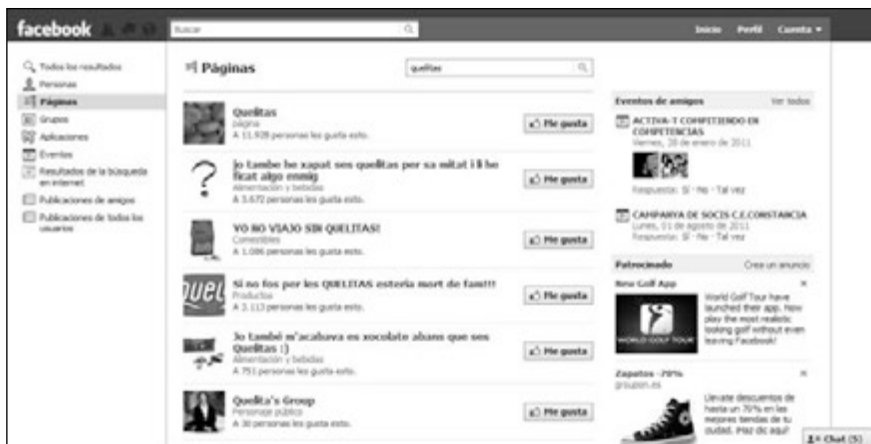 facebook
Buscar
Inicio Perfil Cuenta
Todos los resultados
Personas
Páginas
Grupos
Aplicaciones
Eventos
Resultados de la búsqueda
en internet
Publicaciones de amigos
Publicaciones de todos los
usuarios
Páginas
quelitas
Quelitas
página
A 11.928 personas les gusta esto.
Me gusta
jo tambe he xapat ses quelitas per sa mitat i li he
ficat algo enmig
Alimentación y bebidas
A 3.672 personas les gusta esto.
Me gusta
YO NO VIAJO SIN QUELITAS!
Comestibles
A 1.086 personas les gusta esto.
Me gusta
QUEL
Si no fos per les QUELITAS estaria mort de fam!!!
Productos
A 3.113 personas les gusta esto.
Me gusta
Jo també m'acabava es xocolate abans que ses
Quelitas :)
Alimentación y bebidas
A 751 personas les gusta esto.
Me gusta
Quelita's Group
Personaje público
A 30 personas les gusta esto.
Me gusta
Eventos de amigos Ver todos
ACTIVA-T COMPITIENDO EN
COMPETENCIAS
Viernes, 28 de enero de 2011
Respuesta: Sí · No · Tal vez
CAMPANYA DE SOCIS C.E.CONSTANCIA
Lunes, 01 de agosto de 2011
Respuesta: Sí · No · Tal vez
Patrocinado Crea un anuncio
New Golf App
WORLD GOLF TOUR
World Golf Tour have
launched their app. Now
play the most realistic
looking golf without even
leaving Facebook!
Zapatos -70%
groupon.es
Llevate descuentos de
hasta un 70% en las
mejores tiendas de tu
ciudad. Haz clic aquí!
Chat (5)